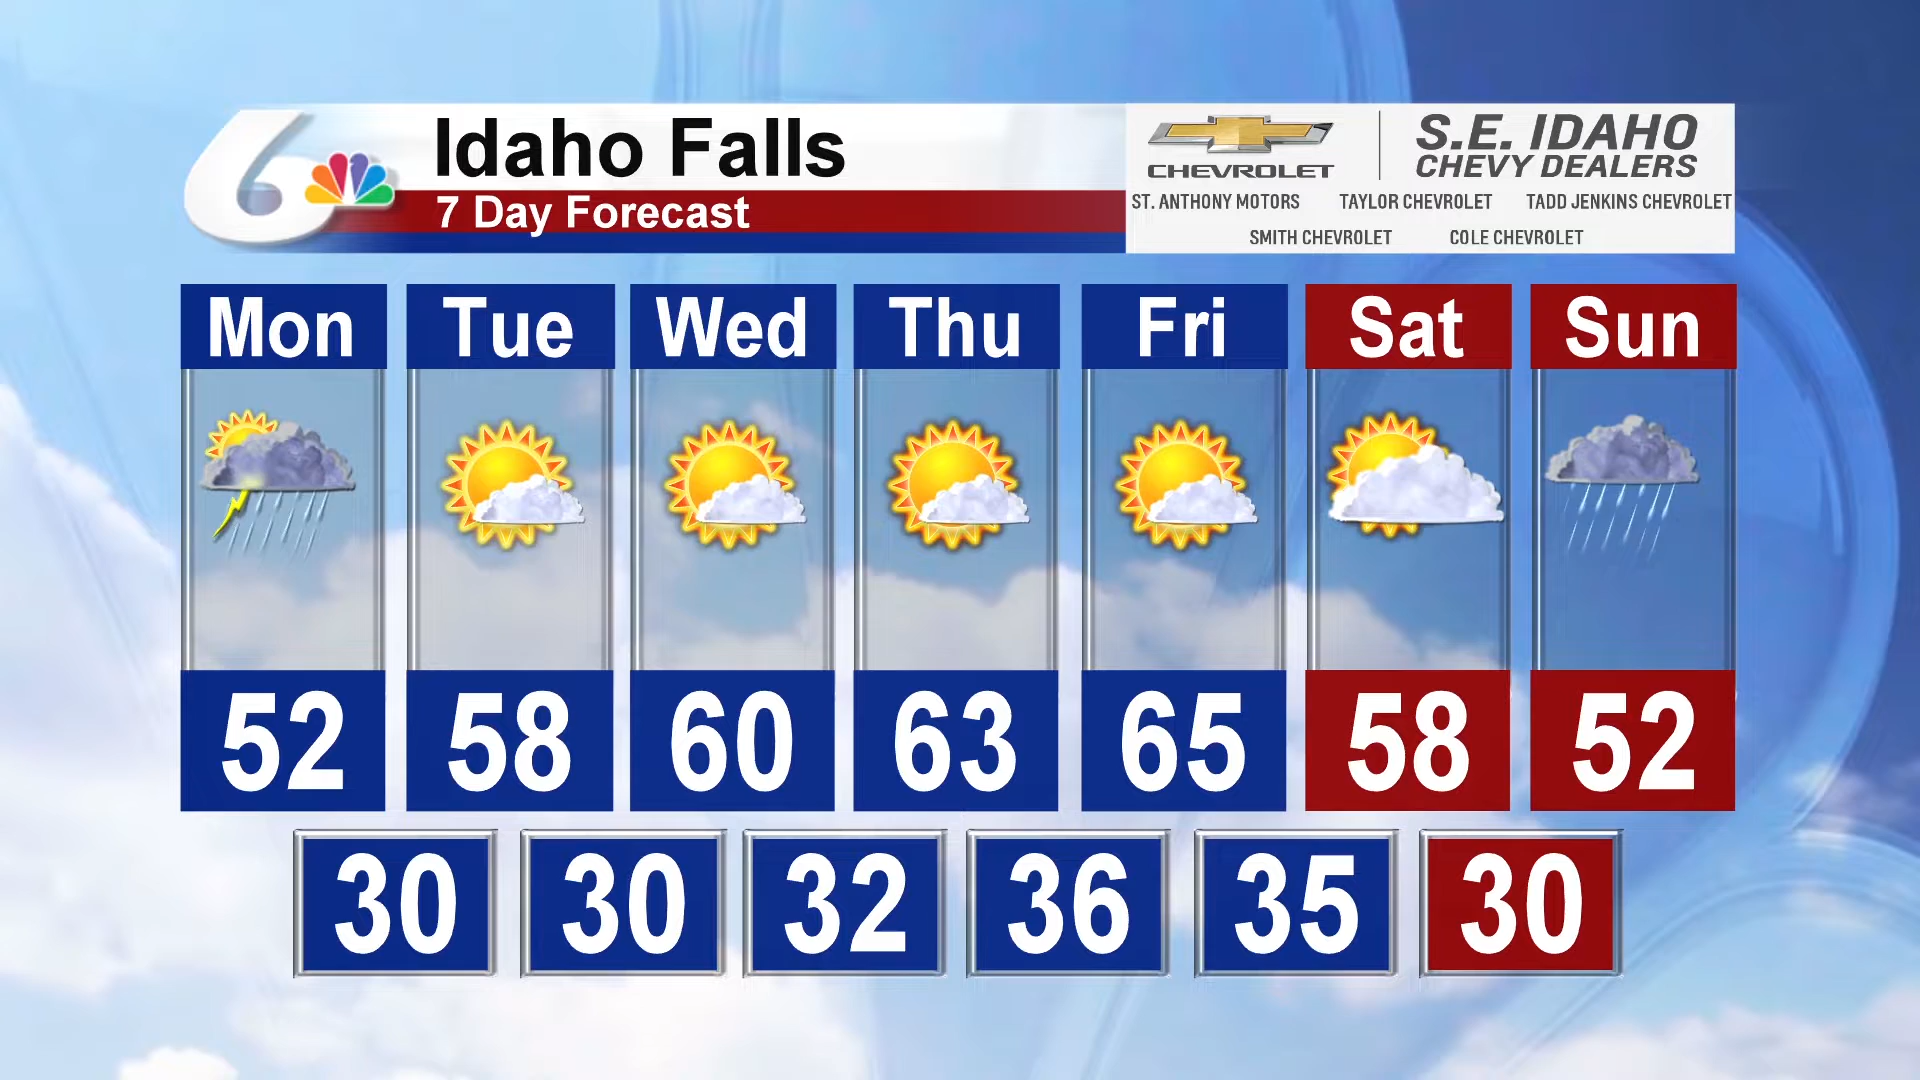 6
Idaho Falls
7 Day Forecast
CHEVROLET
S.E. IDAHO
CHEVY DEALERS
ST. ANTHONY MOTORS TAYLOR CHEVROLET TADD JENKINS CHEVROLET
SMITH CHEVROLET COLE CHEVROLET
Mon Tue Wed Thu Fri Sat Sun
52 58 60 63 65 58 52
30 30 32 36 35 30